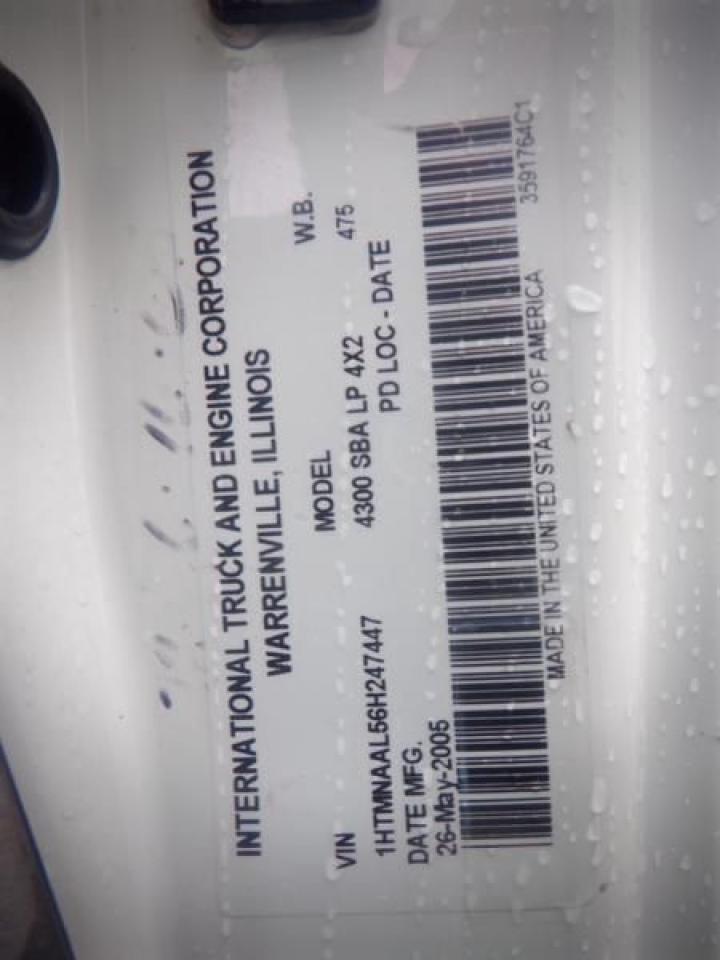 INTERNATIONAL TRUCK AND ENGINE CORPORATION
WARRENVILLE, ILLINOIS
VIN MODEL W.B.
1HTMNAAL56H247447 4300 SBA LP 4X2 475
DATE MFG. PD LOC - DATE
26-May-2005
MADE IN THE UNITED STATES OF AMERICA 3591764C1